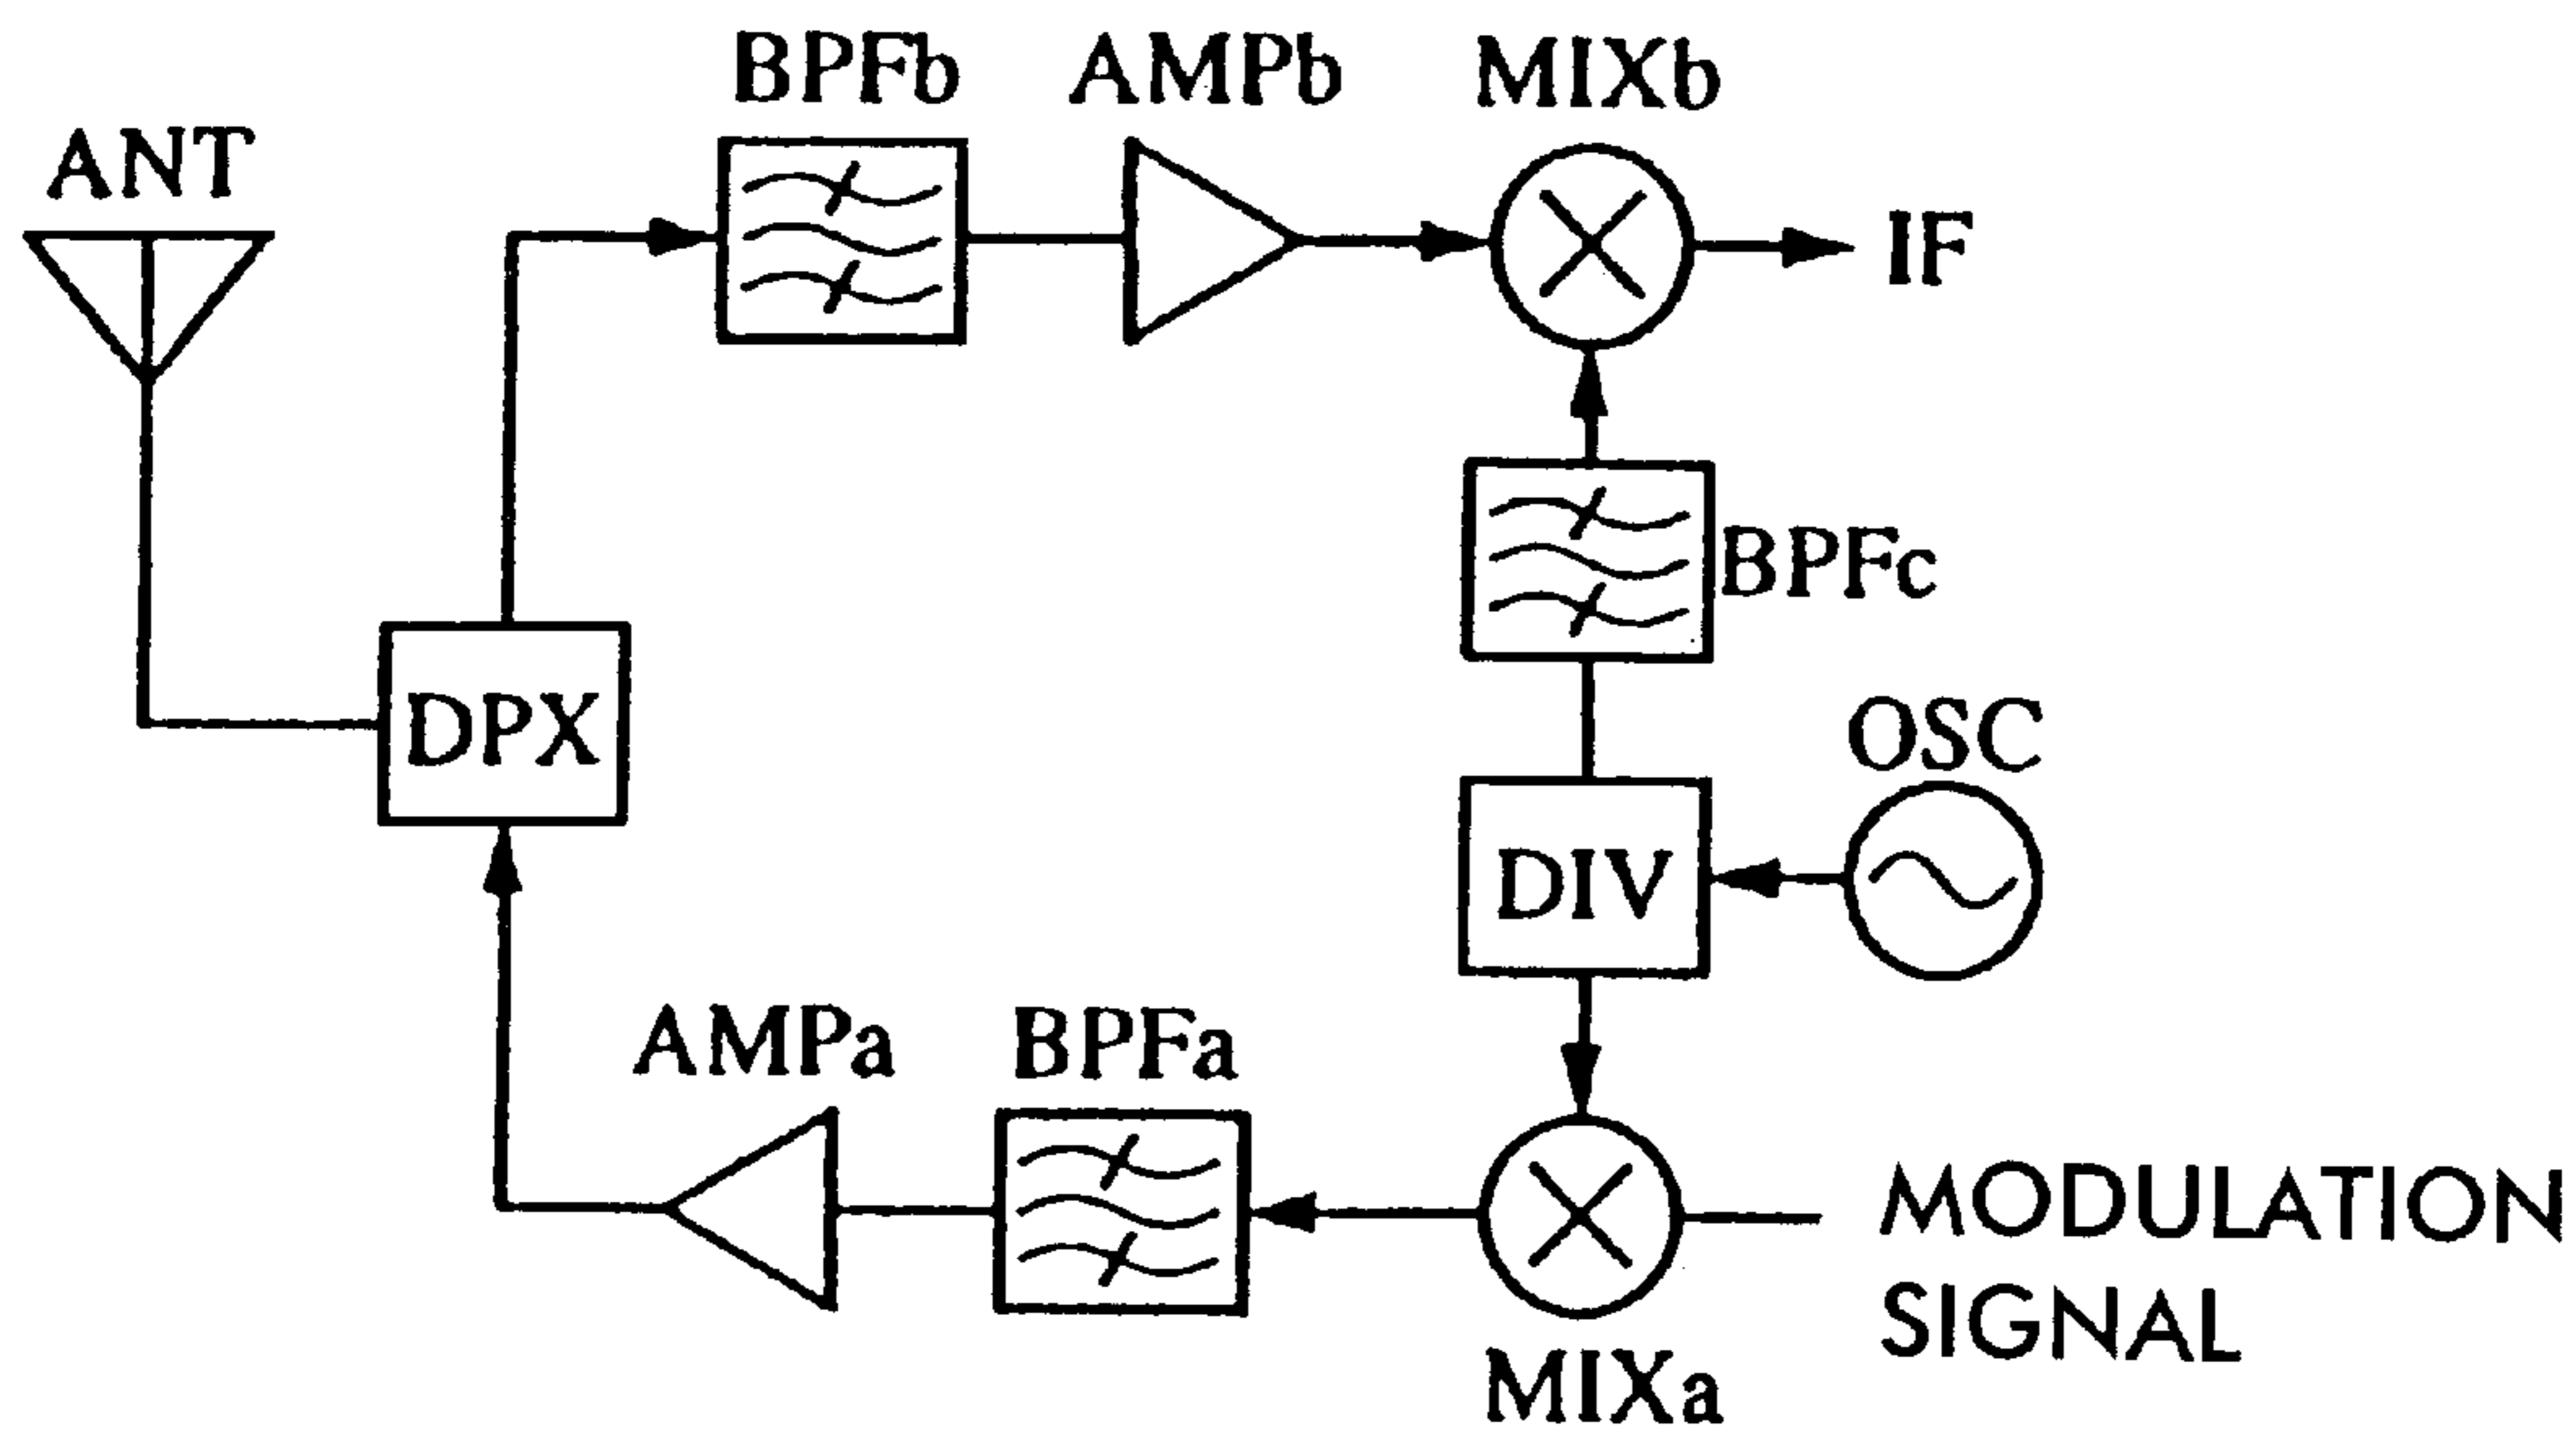 BPFb AMPb MIXb
ANT
IF
BPFc
OSC
DPX
DIV
AMPa BPFa
MODULATION
SIGNAL
MIXa